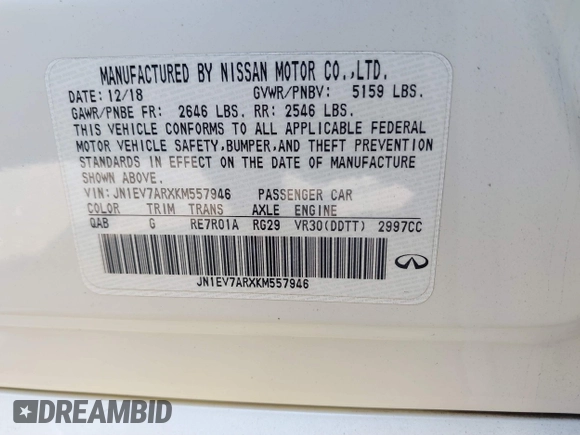 MANUFACTURED BY NISSAN MOTOR CO.,LTD.
DATE: 12/18 GVWR/PNBV: 5159 LBS.
GAWR/PNBE FR: 2646 LBS. RR: 2546 LBS.
THIS VEHICLE CONFORMS TO ALL APPLICABLE FEDERAL
MOTOR VEHICLE SAFETY, BUMPER, AND THEFT PREVENTION
STANDARDS IN EFFECT ON THE DATE OF MANUFACTURE
SHOWN ABOVE.
VIN: JN1EV7ARXKM557946 PASSENGER CAR
COLOR TRIM TRANS AXLE ENGINE
QAB G RE7R01A RG29 VR30(DDTT) 2997CC
JN1EV7ARXKM557946
DREAMBID